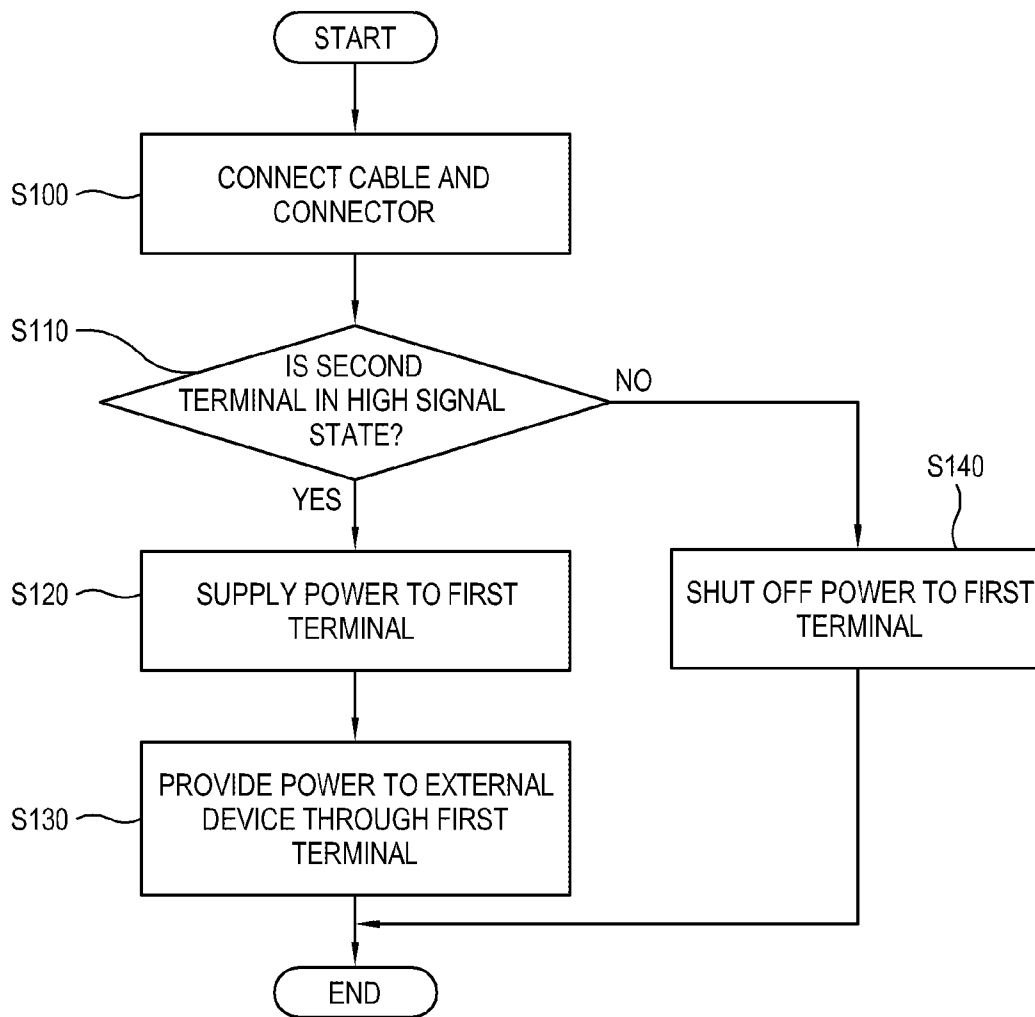 START
S100
CONNECT CABLE AND
CONNECTOR
S110
IS SECOND
TERMINAL IN HIGH SIGNAL
STATE?
NO
YES
S140
S120
SUPPLY POWER TO FIRST
TERMINAL
SHUT OFF POWER TO FIRST
TERMINAL
S130
PROVIDE POWER TO EXTERNAL
DEVICE THROUGH FIRST
TERMINAL
END